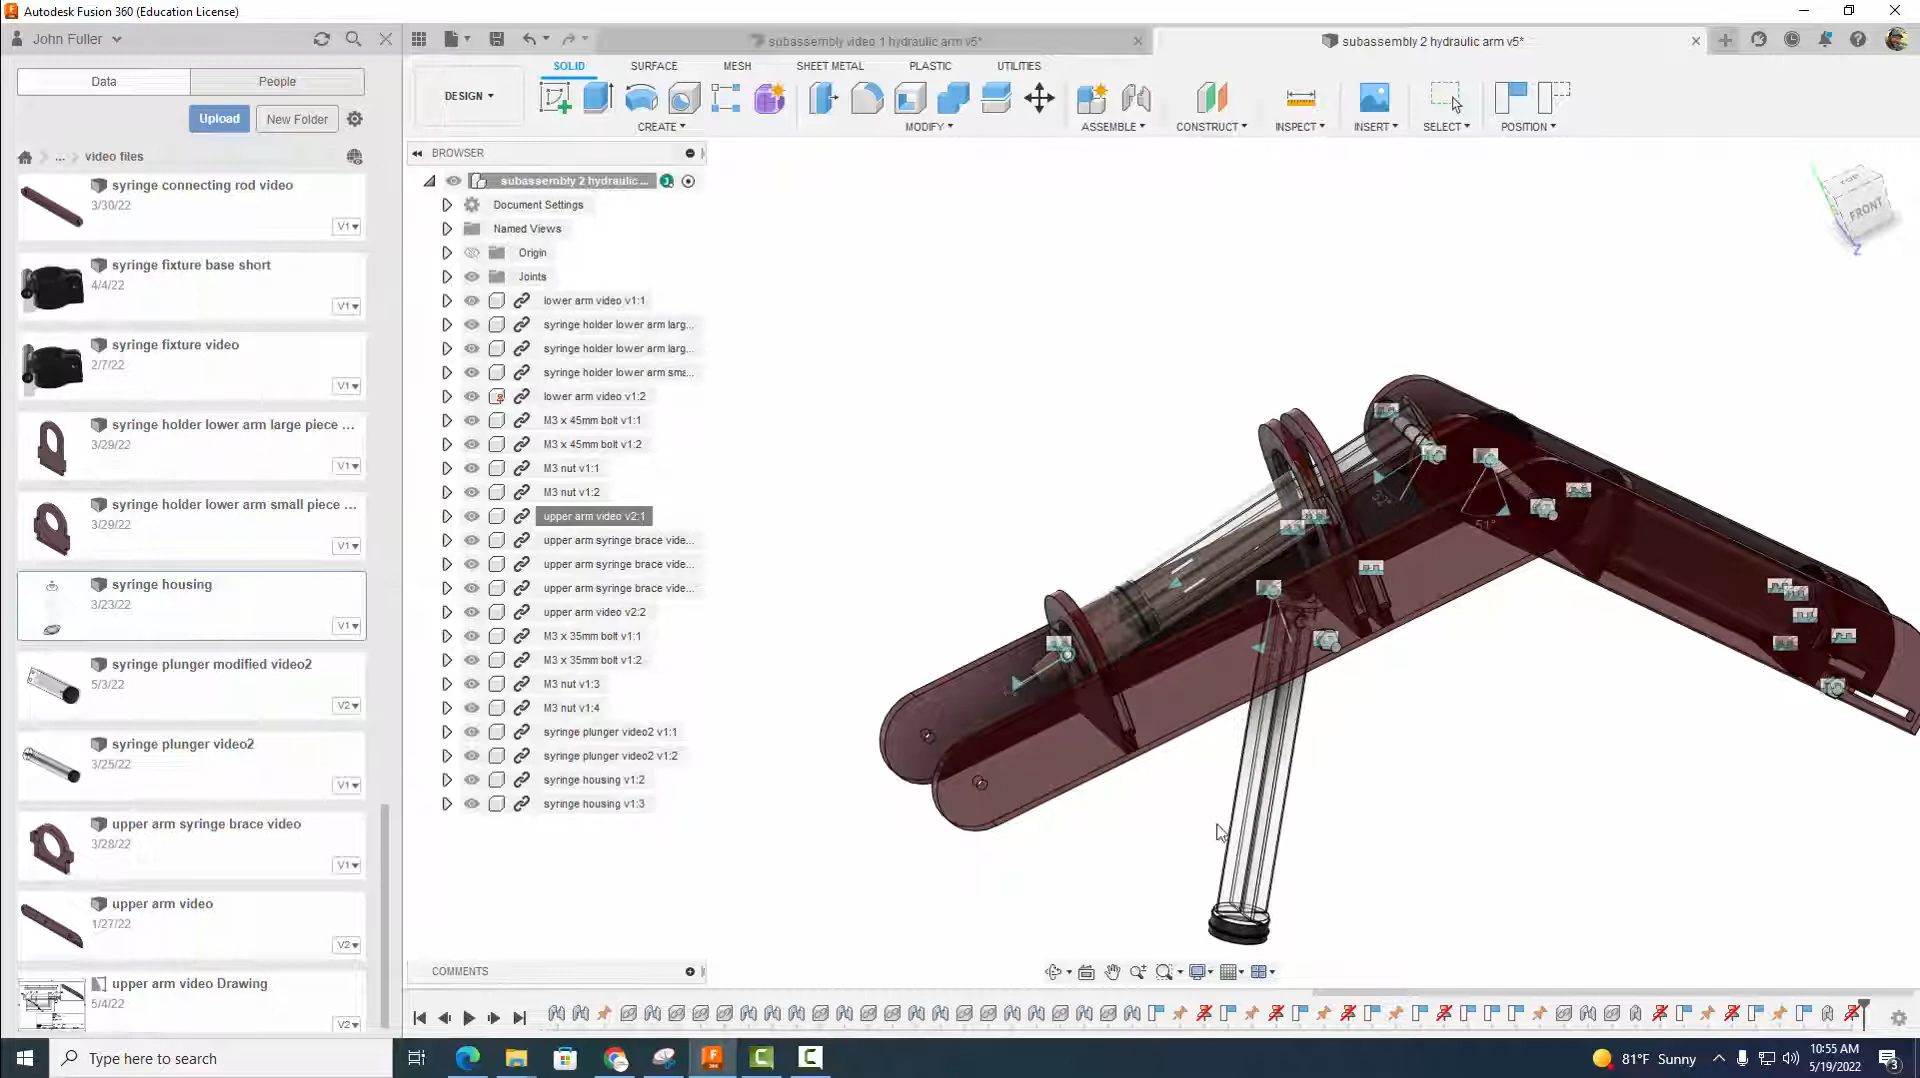 Autodesk Fusion 360 (Education License)
John Fuller
subassembly video 1 hydraulic arm v5*
subassembly 2 hydraulic arm v5*
Data
People
Upload
New Folder
... video files
syringe connecting rod video
3/30/22
V1
syringe fixture base short
4/4/22
V1
syringe fixture video
2/7/22
V1
syringe holder lower arm large piece ...
3/29/22
V1
syringe holder lower arm small piece ...
3/29/22
V1
syringe housing
3/23/22
V1
syringe plunger modified video2
5/3/22
V2
syringe plunger video2
3/25/22
V1
upper arm syringe brace video
3/28/22
V1
upper arm video
1/27/22
V2
upper arm video Drawing
5/4/22
V2
DESIGN
SOLID
SURFACE
MESH
SHEET METAL
PLASTIC
UTILITIES
CREATE
MODIFY
ASSEMBLE
CONSTRUCT
INSPECT
INSERT
SELECT
POSITION
BROWSER
subassembly 2 hydraulic ...
Document Settings
Named Views
Origin
Joints
lower arm video v1:1
syringe holder lower arm larg...
syringe holder lower arm larg...
syringe holder lower arm sma...
lower arm video v1:2
M3 x 45mm bolt v1:1
M3 x 45mm bolt v1:2
M3 nut v1:1
M3 nut v1:2
upper arm video v2:1
upper arm syringe brace vide...
upper arm syringe brace vide...
upper arm syringe brace vide...
upper arm video v2:2
M3 x 35mm bolt v1:1
M3 x 35mm bolt v1:2
M3 nut v1:3
M3 nut v1:4
syringe plunger video2 v1:1
syringe plunger video2 v1:2
syringe housing v1:2
syringe housing v1:3
TOP
FRONT
Z
51°
COMMENTS
Type here to search
81°F Sunny
10:55 AM
5/19/2022
3